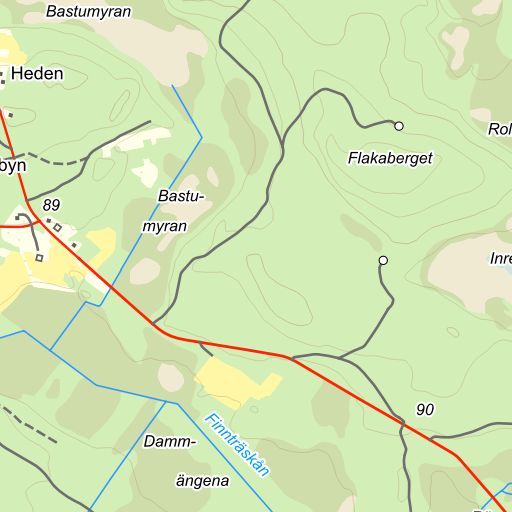 Bastumyran
Heden
Rol
Flakaberget
byn
89
Bastu-
myran
Inre
90
Finnträskån
Damm-
ängena